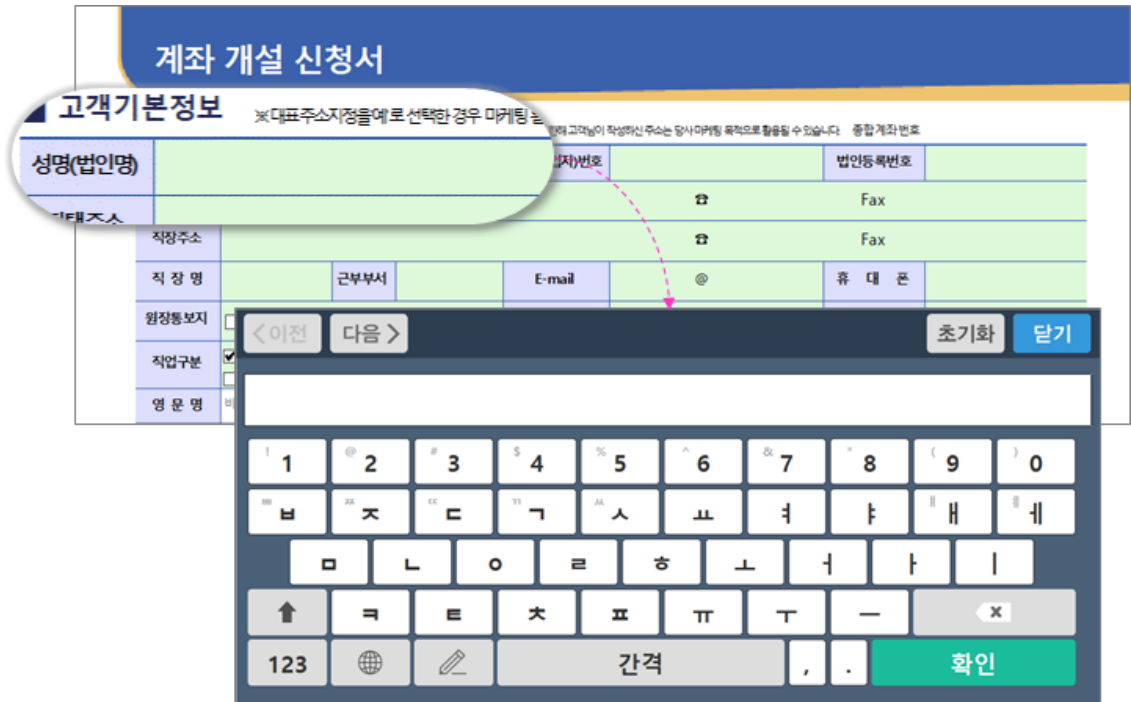 계좌 개설 신청서
고객기본정보 ※대표주소지정을'예'로 선택한 경우 마케팅
고객님이 작성하신 주소는 당사 마케팅 목적으로 활용될 수 있습니다. 종합계좌번호
성명(법인명) 번호 법인등록번호
☎ Fax
직장주소 ☎ Fax
직 장 명 근부부서 E-mail @ 휴 대 폰
원장통보지
직업구분
영 문 명
<이전 다음> 초기화 닫기
! 1 @ 2 # 3 $ 4 % 5 ^ 6 & 7 * 8 ( 9 ) 0
ㅃ ㅂ ㅉ ㅈ ㄸ ㄷ ㄲ ㄱ ㅆ ㅅ ㅛ ㅕ ㅑ ㅒ ㅐ ㅖ ㅔ
ㅁ ㄴ ㅇ ㄹ ㅎ ㅗ ㅓ ㅏ ㅣ
ㅋ ㅌ ㅊ ㅍ ㅠ ㅜ ㅡ
123 간격 , . 확인